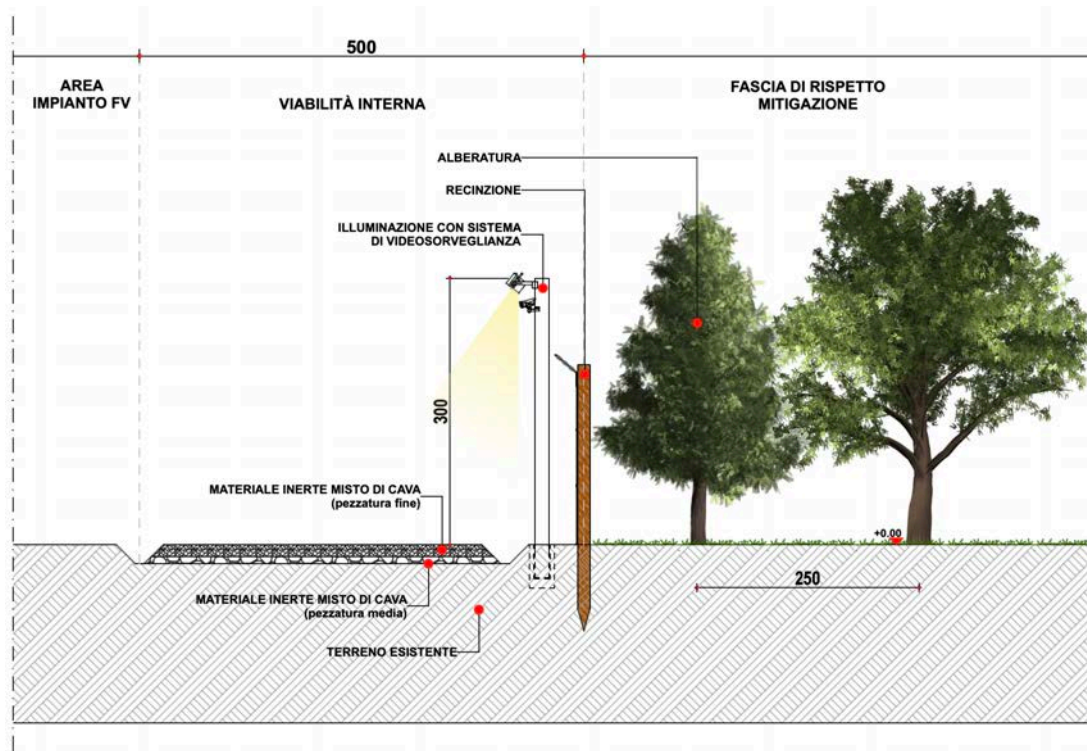 500
AREA
IMPIANTO FV
VIABILITÀ INTERNA
FASCIA DI RISPETTO
MITIGAZIONE
ALBERATURA
RECINZIONE
ILLUMINAZIONE CON SISTEMA
DI VIDEOSORVEGLIANZA
300
MATERIALE INERTE MISTO DI CAVA
(pezzatura fine)
+0.00
250
MATERIALE INERTE MISTO DI CAVA
(pezzatura media)
TERRENO ESISTENTE